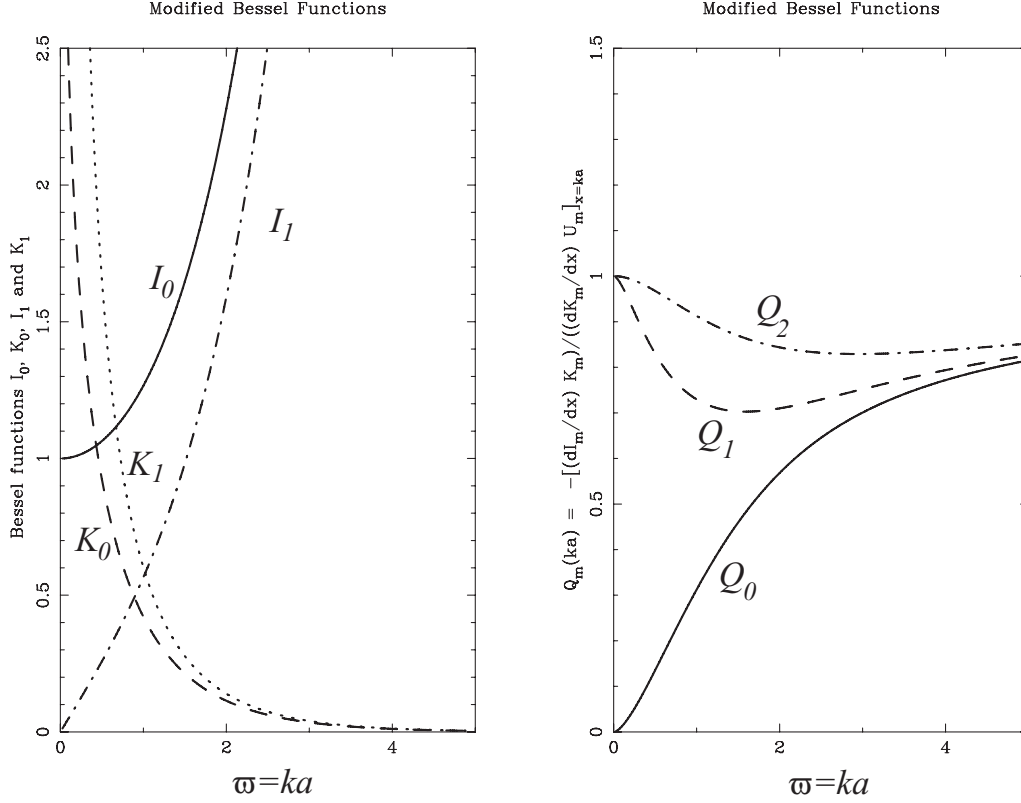 Modified Bessel Functions
Bessel functions I₀, K₀, I₁ and K₁
2.5
2
1.5
1
0.5
0
I₀
I₁
K₁
K₀
0
2
4
ϖ=ka
Modified Bessel Functions
Qₘ(ka) = -[(dIₘ/dx) Kₘ)/((dKₘ/dx) Uₘ]ₓ₌ₖₐ
1.5
1
0.5
0
Q₂
Q₁
Q₀
0
2
4
ϖ=ka